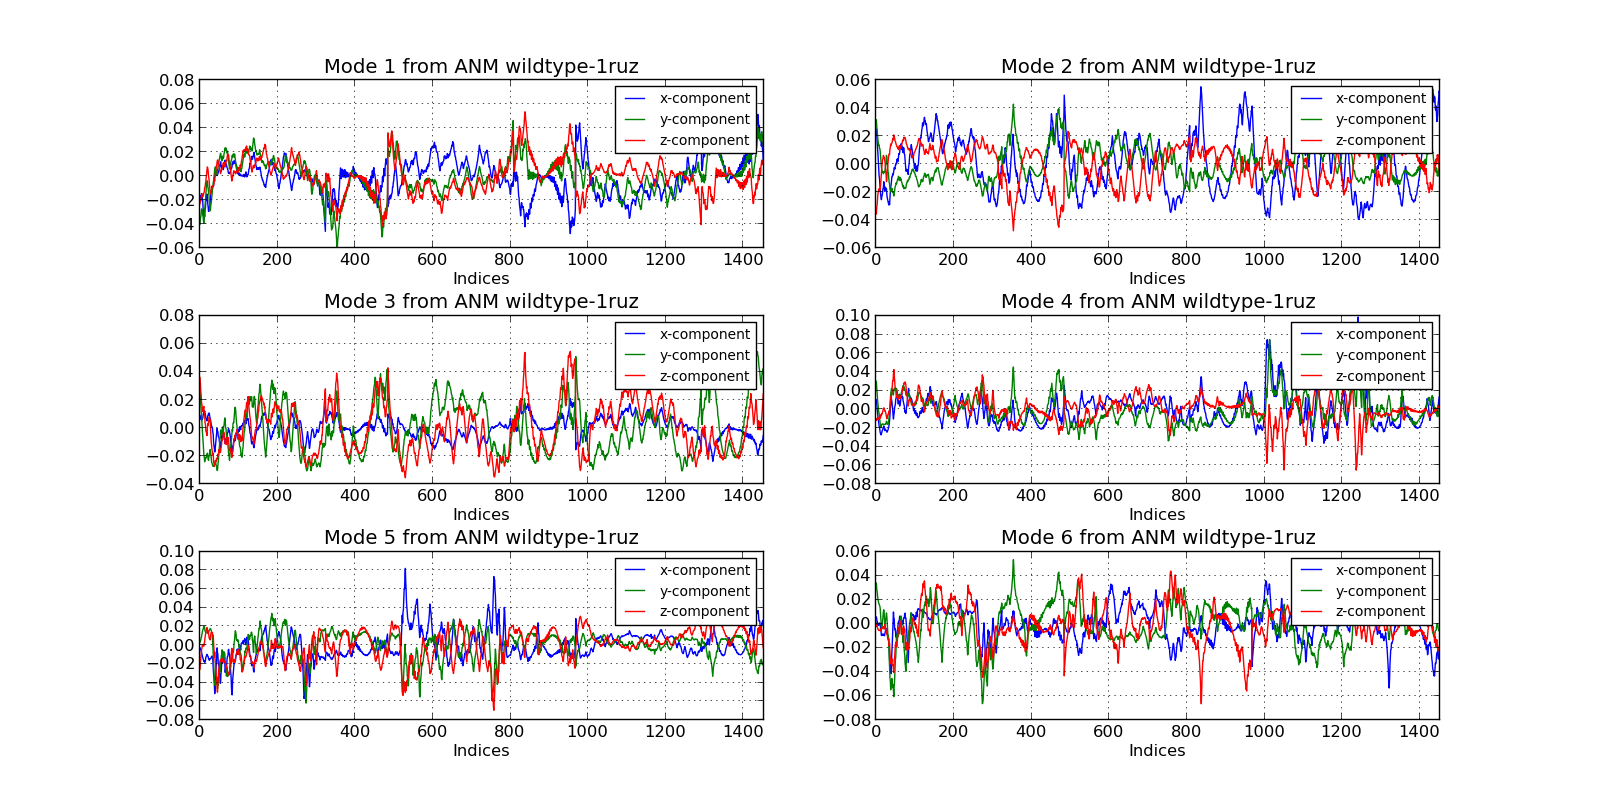 Mode 1 from ANM wildtype-1ruz
0.08
0.06
0.04
0.02
0.00
−0.02
−0.04
−0.06
x-component
y-component
z-component
0 200 400 600 800 1000 1200 1400
Indices
Mode 2 from ANM wildtype-1ruz
0.06
0.04
0.02
0.00
−0.02
−0.04
−0.06
x-component
y-component
z-component
0 200 400 600 800 1000 1200 1400
Indices
Mode 3 from ANM wildtype-1ruz
0.08
0.06
0.04
0.02
0.00
−0.02
−0.04
x-component
y-component
z-component
0 200 400 600 800 1000 1200 1400
Indices
Mode 4 from ANM wildtype-1ruz
0.10
0.08
0.06
0.04
0.02
0.00
−0.02
−0.04
−0.06
−0.08
x-component
y-component
z-component
0 200 400 600 800 1000 1200 1400
Indices
Mode 5 from ANM wildtype-1ruz
0.10
0.08
0.06
0.04
0.02
0.00
−0.02
−0.04
−0.06
−0.08
x-component
y-component
z-component
0 200 400 600 800 1000 1200 1400
Indices
Mode 6 from ANM wildtype-1ruz
0.06
0.04
0.02
0.00
−0.02
−0.04
−0.06
−0.08
x-component
y-component
z-component
0 200 400 600 800 1000 1200 1400
Indices